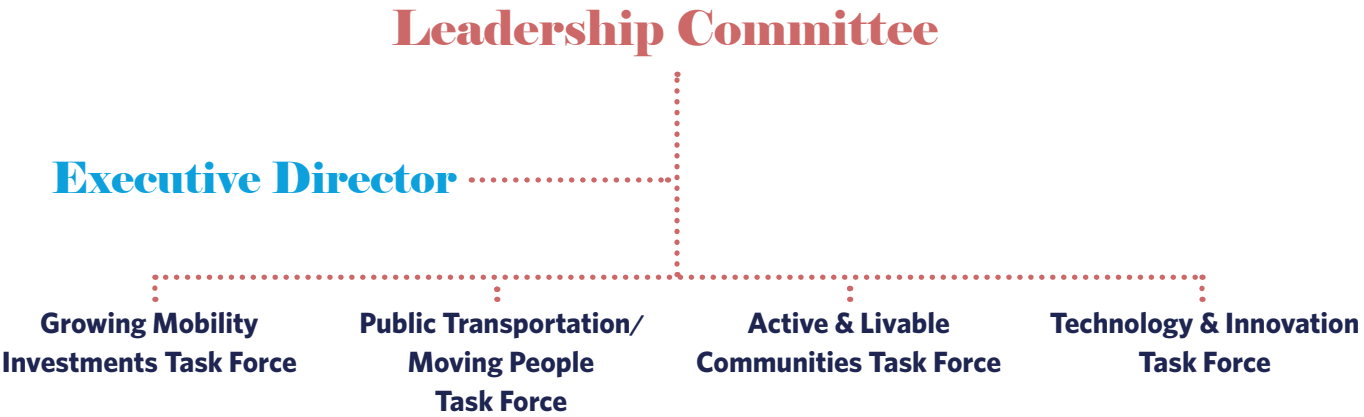 Leadership Committee
Executive Director
Growing Mobility
Investments Task Force
Public Transportation/
Moving People
Task Force
Active & Livable
Communities Task Force
Technology & Innovation
Task Force